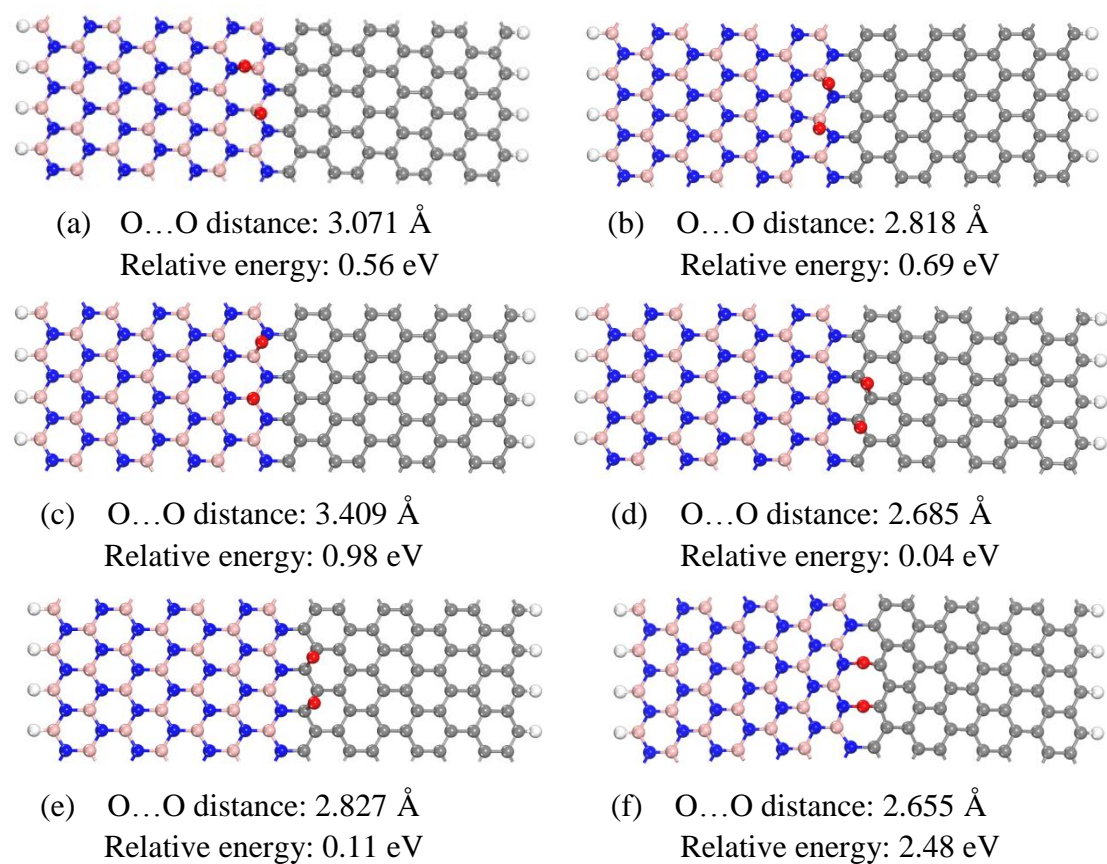 (a) O…O distance: 3.071 Å
Relative energy: 0.56 eV
(b) O…O distance: 2.818 Å
Relative energy: 0.69 eV
(c) O…O distance: 3.409 Å
Relative energy: 0.98 eV
(d) O…O distance: 2.685 Å
Relative energy: 0.04 eV
(e) O…O distance: 2.827 Å
Relative energy: 0.11 eV
(f) O…O distance: 2.655 Å
Relative energy: 2.48 eV